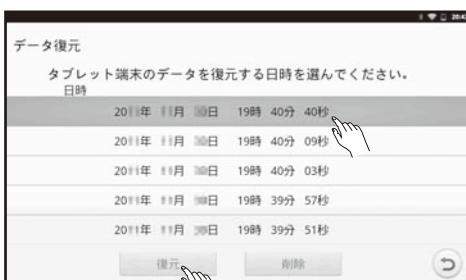 20:4
データ復元
タブレット端末のデータを復元する日時を選んでください。
日時
年 月 日 19時 40分 40秒
年 月 日 19時 40分 09秒
年 月 日 19時 40分 03秒
年 月 日 19時 39分 57秒
年 月 日 19時 39分 51秒
復元 削除